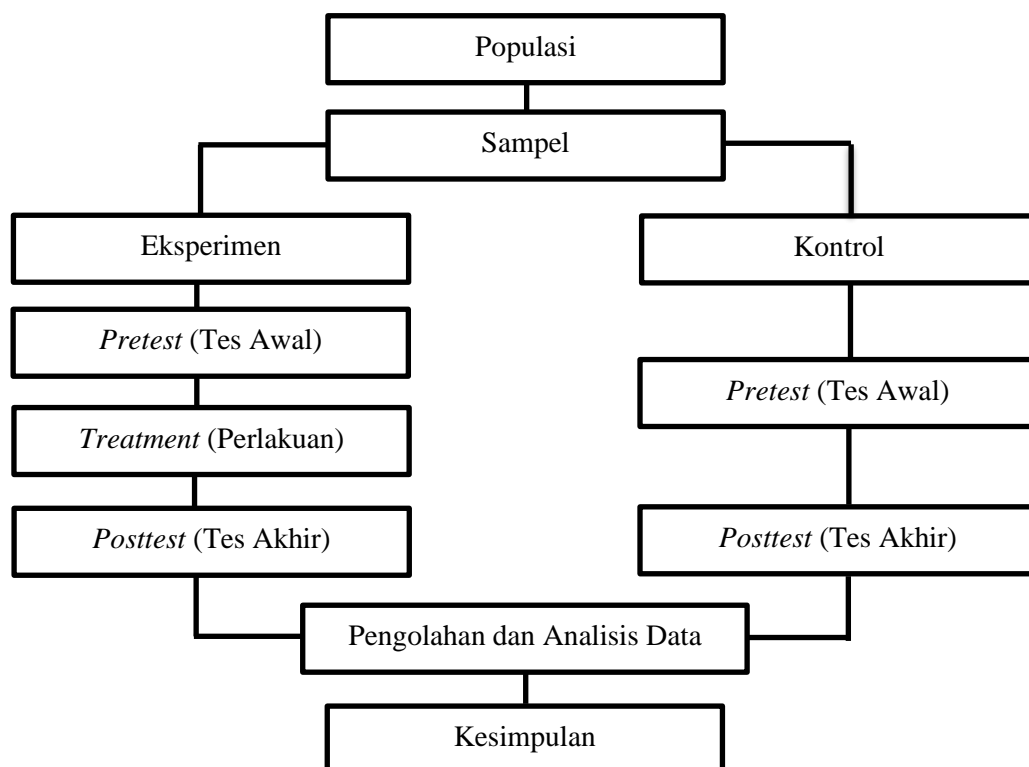 Populasi
Sampel
Eksperimen
Kontrol
Pretest (Tes Awal)
Pretest (Tes Awal)
Treatment (Perlakuan)
Posttest (Tes Akhir)
Posttest (Tes Akhir)
Pengolahan dan Analisis Data
Kesimpulan